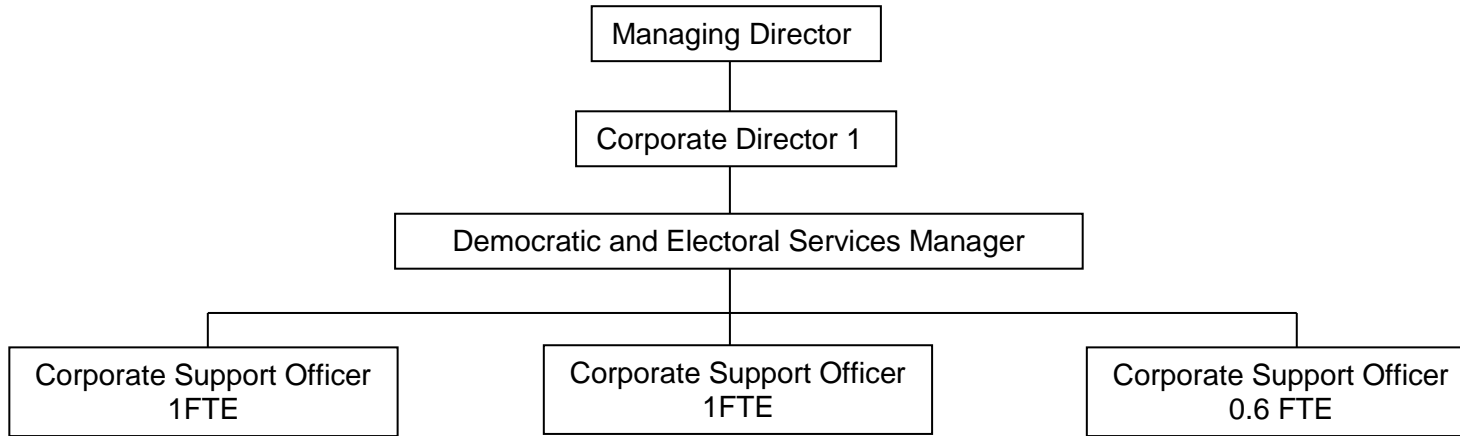 Managing Director
Corporate Director 1
Democratic and Electoral Services Manager
Corporate Support Officer
1FTE
Corporate Support Officer
1FTE
Corporate Support Officer
0.6 FTE